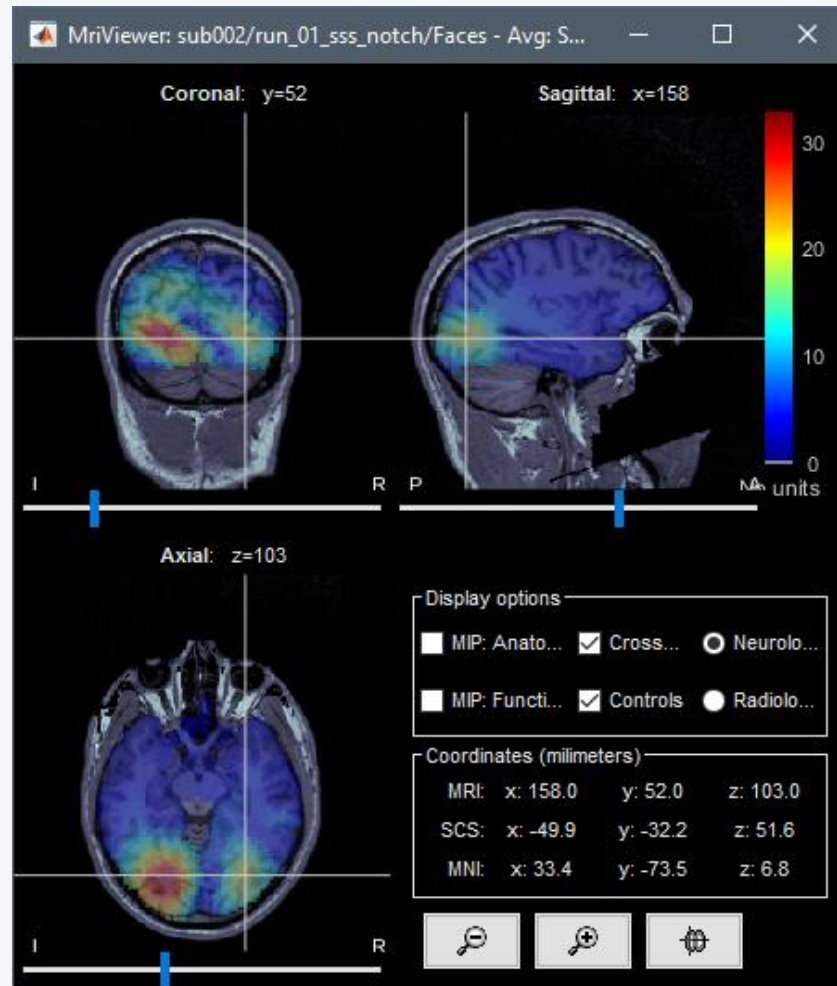 MriViewer: sub002/run_01_sss_notch/Faces - Avg: S...
Coronal: y=52
Sagittal: x=158
30
20
10
0
l R P A
No units
Axial: z=103
l R
Display options
MIP: Anato... Cross... Neurolo...
MIP: Functi... Controls Radiolo...
Coordinates (milimeters)
MRI: x: 158.0 y: 52.0 z: 103.0
SCS: x: -49.9 y: -32.2 z: 51.6
MNI: x: 33.4 y: -73.5 z: 6.8